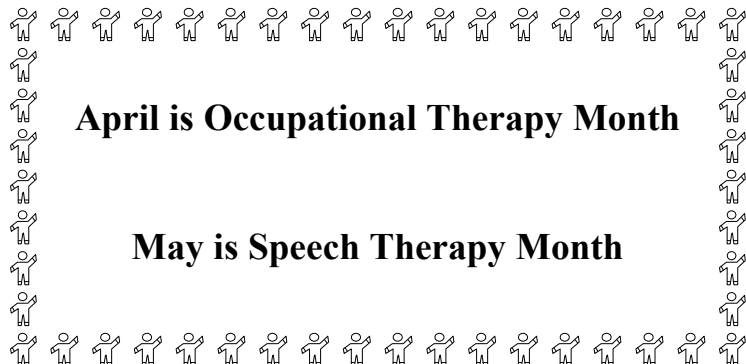 April is Occupational Therapy Month
May is Speech Therapy Month